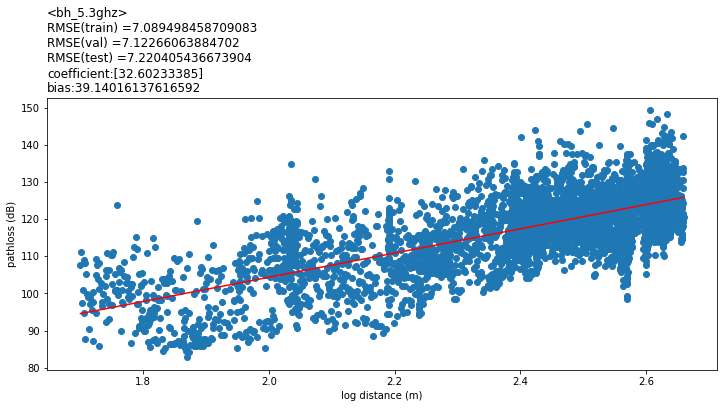 <bh_5.3ghz>
RMSE(train) =7.089498458709083
RMSE(val) =7.12266063884702
RMSE(test) =7.220405436673904
coefficient:[32.60233385]
bias:39.14016137616592
150
140
130
120
110
100
90
80
pathloss (dB)
1.8
2.0
2.2
2.4
2.6
log distance (m)